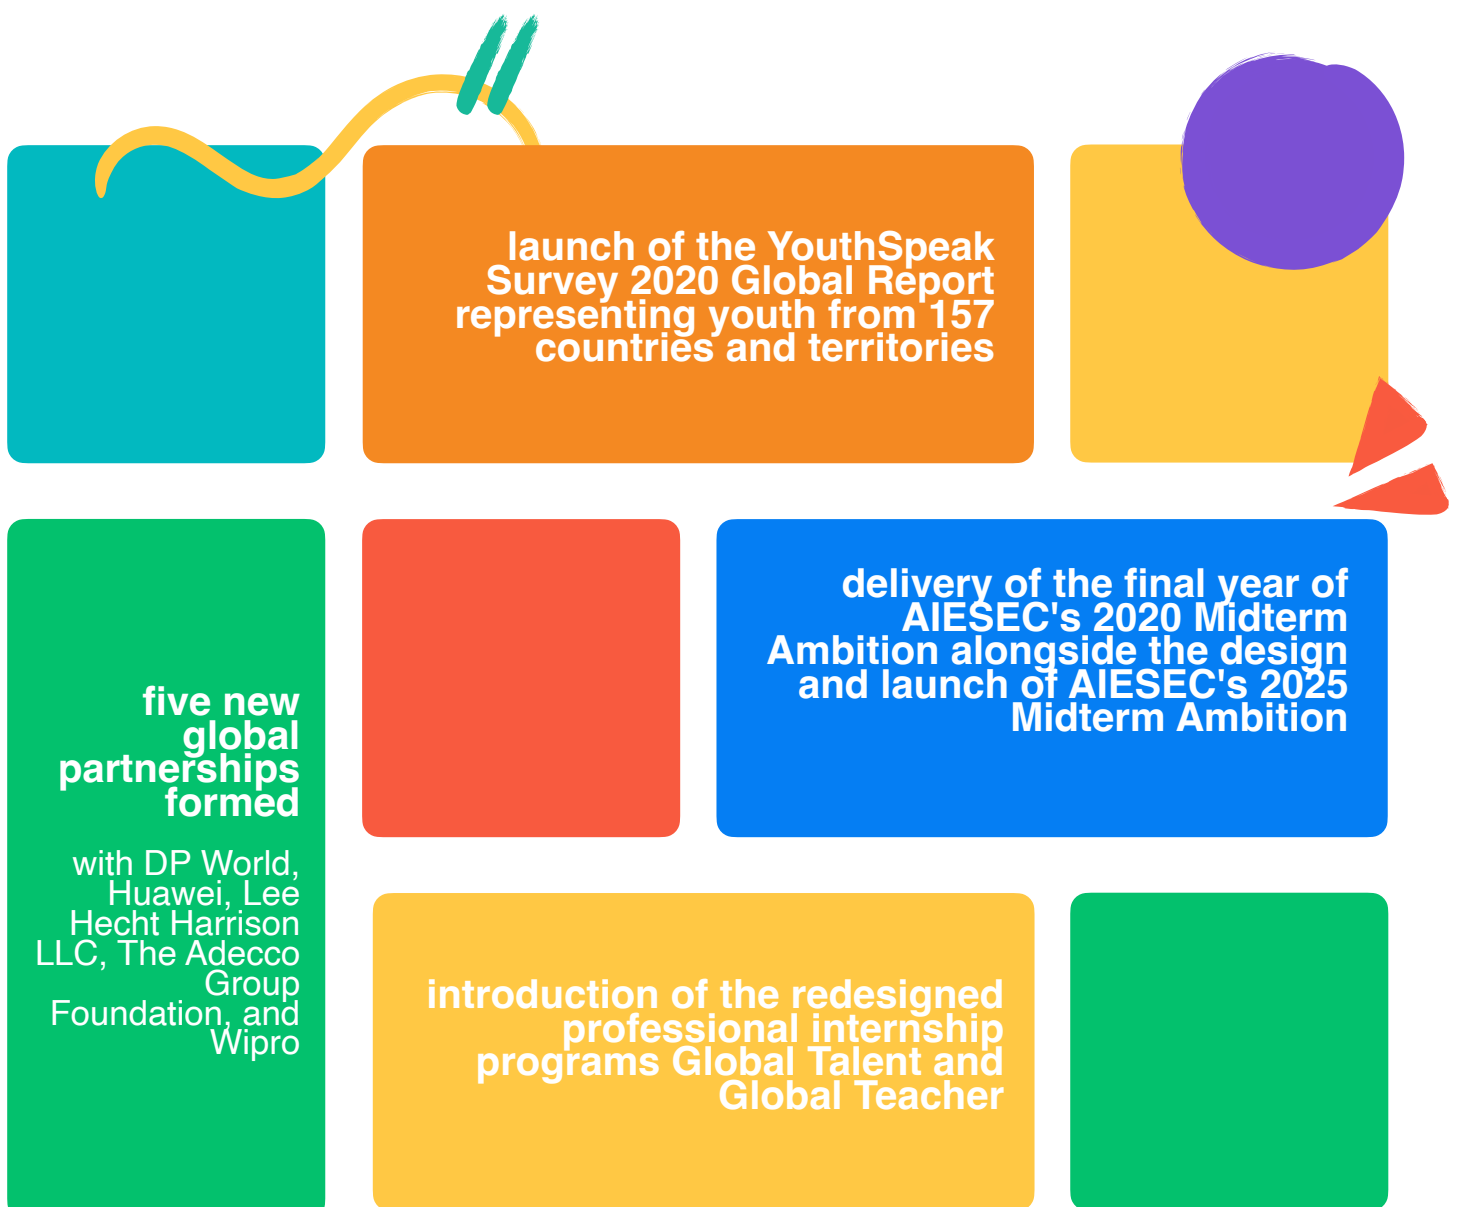 launch of the YouthSpeak
Survey 2020 Global Report
representing youth from 157
countries and territories
delivery of the final year of
AIESEC's 2020 Midterm
Ambition alongside the design
and launch of AIESEC's 2025
Midterm Ambition
five new
global
partnerships
formed
with DP World,
Huawei, Lee
Hecht Harrison
LLC, The Adecco
Group
Foundation, and
Wipro
introduction of the redesigned
professional internship
programs Global Talent and
Global Teacher